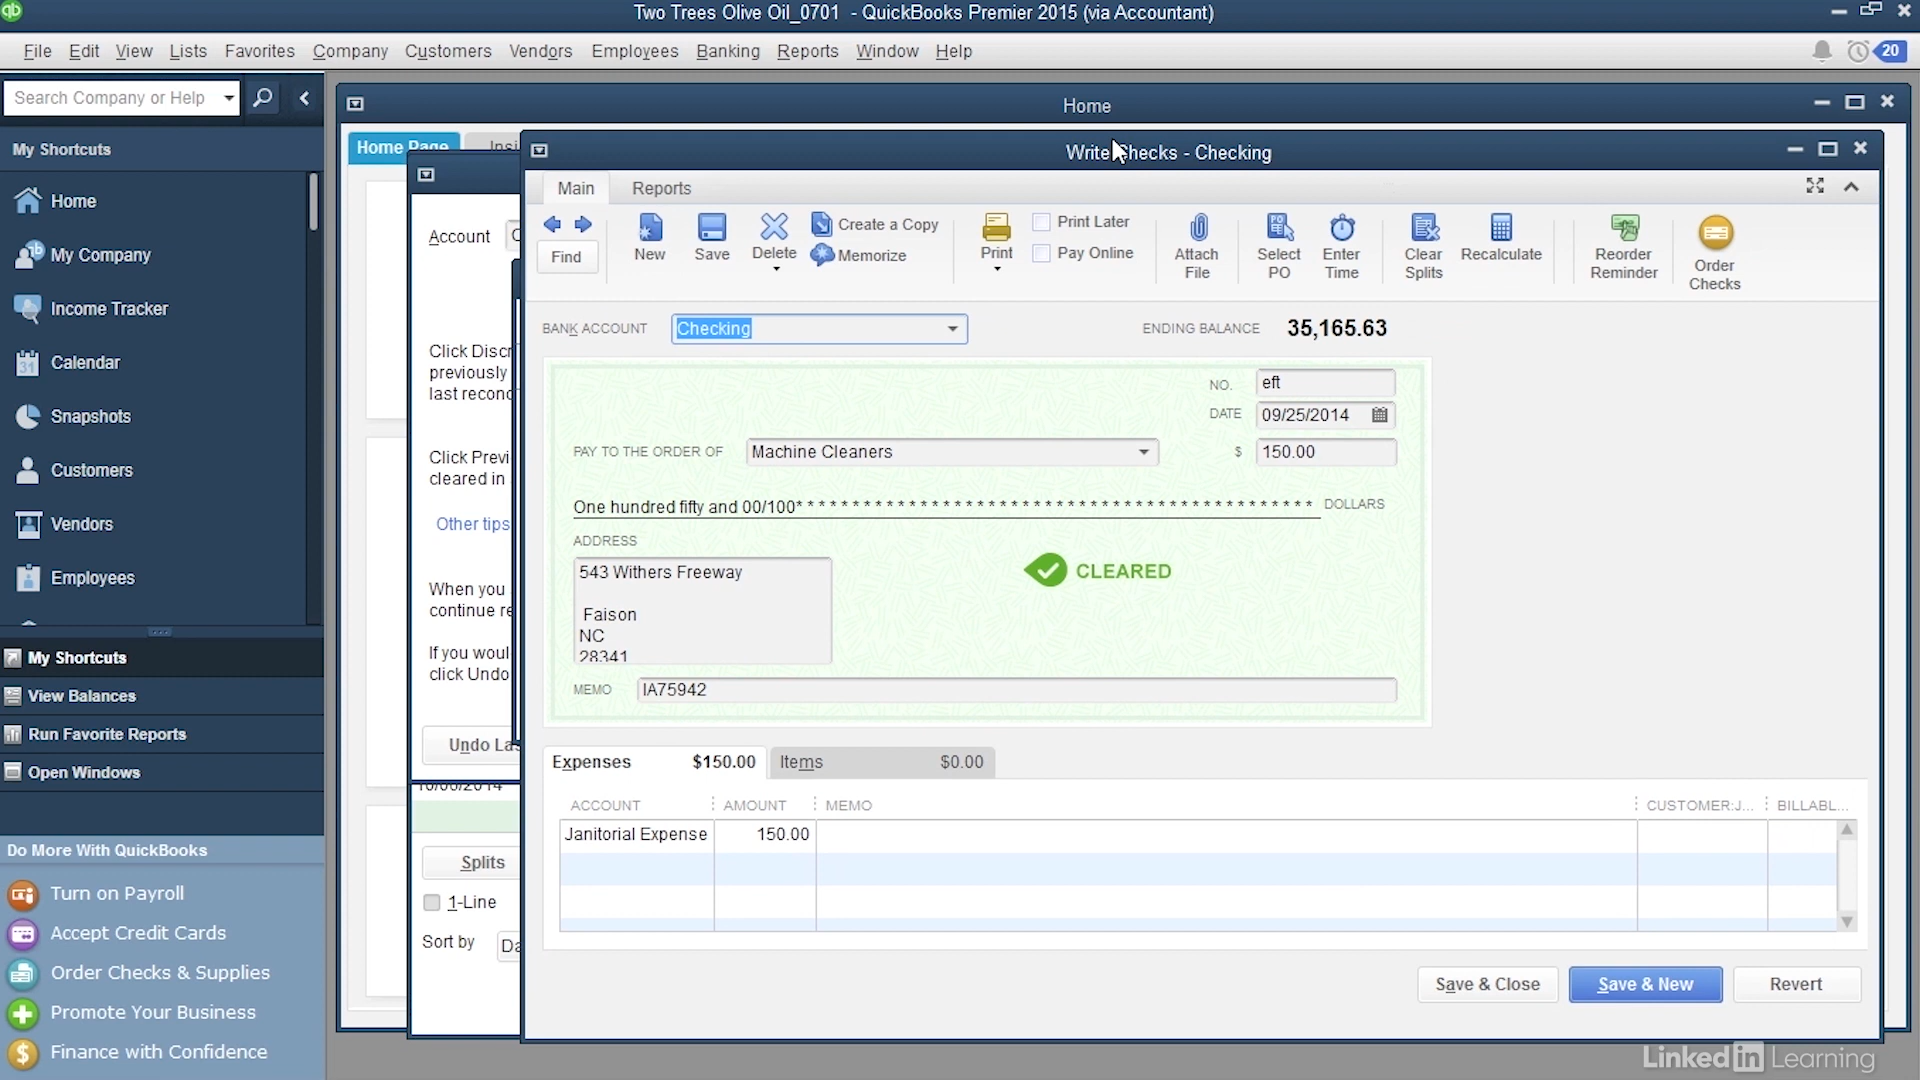 Two Trees Olive Oil_0701 - QuickBooks Premier 2015 (via Accountant)
File Edit View Lists Favorites Company Customers Vendors Employees Banking Reports Window Help
20
Search Company or Help
My Shortcuts
Home
My Company
Income Tracker
Calendar
Snapshots
Customers
Vendors
Employees
My Shortcuts
View Balances
Run Favorite Reports
Open Windows
Do More With QuickBooks
Turn on Payroll
Accept Credit Cards
Order Checks & Supplies
Promote Your Business
Finance with Confidence
Home
Home Page
Insi
Account
Click Discr
previously
last reconc
Click Previ
cleared in
Other tips
When you
continue re
If you woul
click Undo
Undo Las
10/06/2014
Splits
1-Line
Sort by Da
Write Checks - Checking
Main Reports
Find
New
Save
Delete
Create a Copy
Memorize
Print
Print Later
Pay Online
Attach
File
Select
PO
Enter
Time
Clear
Splits
Recalculate
Reorder
Reminder
Order
Checks
BANK ACCOUNT Checking ENDING BALANCE 35,165.63
NO. eft
DATE 09/25/2014
PAY TO THE ORDER OF Machine Cleaners $ 150.00
One hundred fifty and 00/100* * * * * * * * * * * * * * * * * * * * * * * * * * * * * * * * * * * * * * * * * * DOLLARS
ADDRESS
543 Withers Freeway
Faison
NC
28341
CLEARED
MEMO IA75942
Expenses $150.00 Items $0.00
ACCOUNT AMOUNT MEMO CUSTOMER:J... BILLABL...
Janitorial Expense 150.00
Save & Close Save & New Revert
LinkedIn Learning